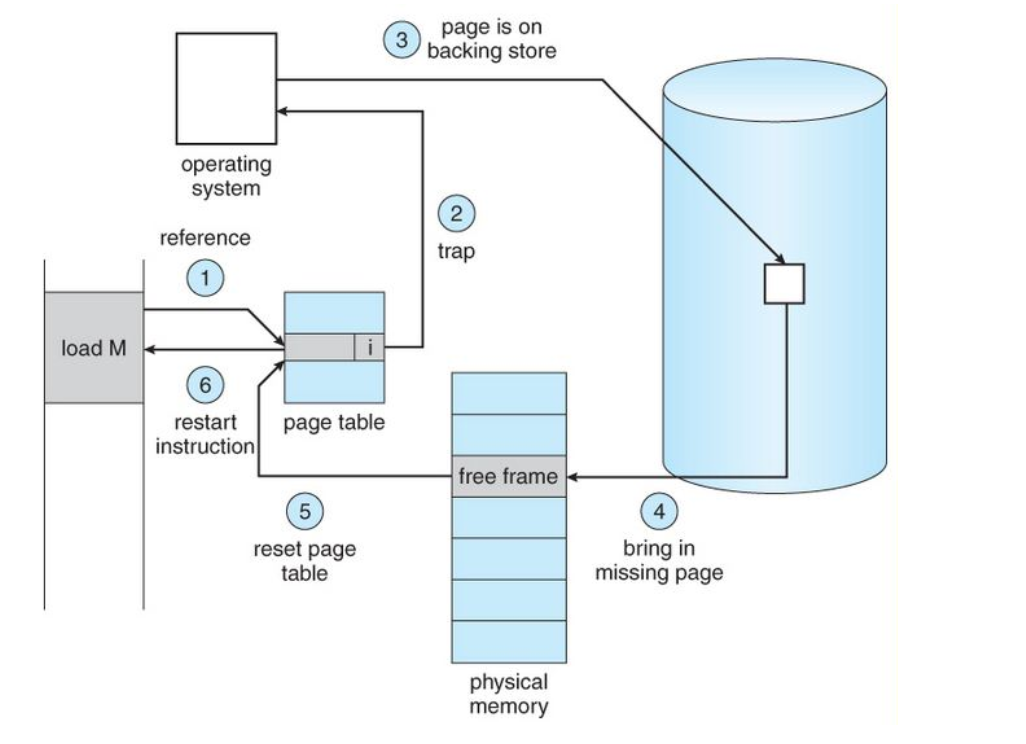 3
page is on
backing store
operating
system
2
trap
reference
1
load M
i
6
restart
instruction
page table
free frame
5
reset page
table
4
bring in
missing page
physical
memory